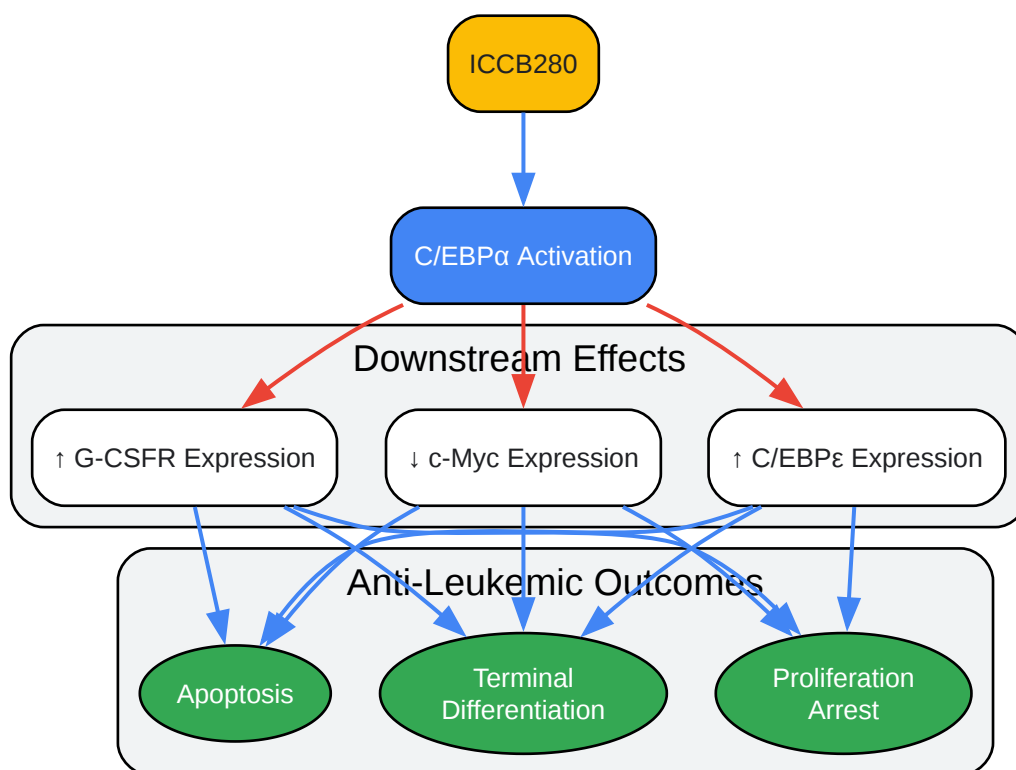 ICCB280
C/EBPα Activation
Downstream Effects
↑ G-CSFR Expression
↓ c-Myc Expression
↑ C/EBPε Expression
Anti-Leukemic Outcomes
Apoptosis
Terminal
Differentiation
Proliferation
Arrest